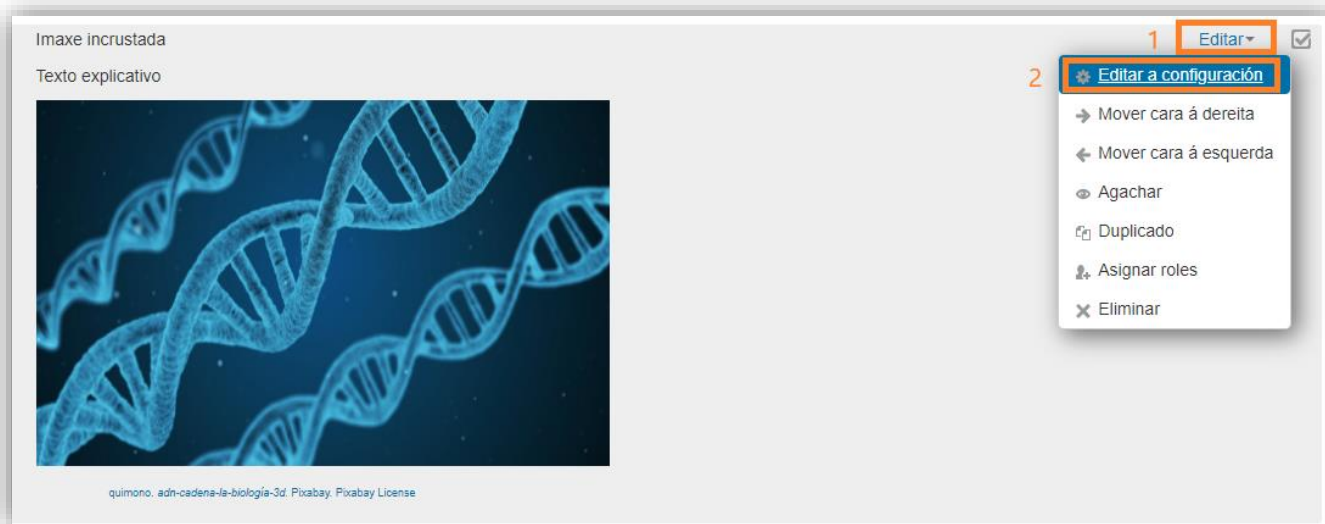 Imaxe incrustada
1 Editar
Texto explicativo
2 Editar a configuración
Mover cara á dereita
Mover cara á esquerda
Agachar
Duplicado
Asignar roles
Eliminar
quimono. adn-cadena-la-biología-3d. Pixabay. Pixabay License